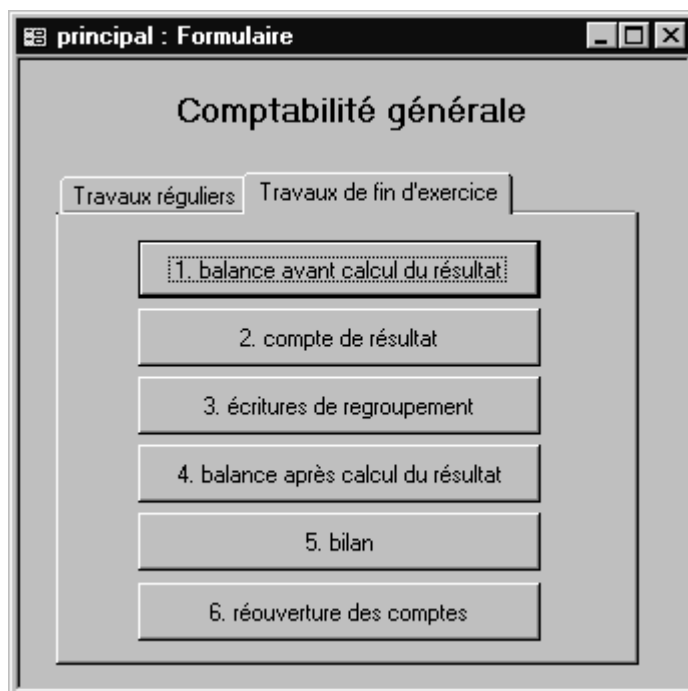 principal : Formulaire
Comptabilité générale
Travaux réguliers
Travaux de fin d'exercice
1. balance avant calcul du résultat
2. compte de résultat
3. écritures de regroupement
4. balance après calcul du résultat
5. bilan
6. réouverture des comptes